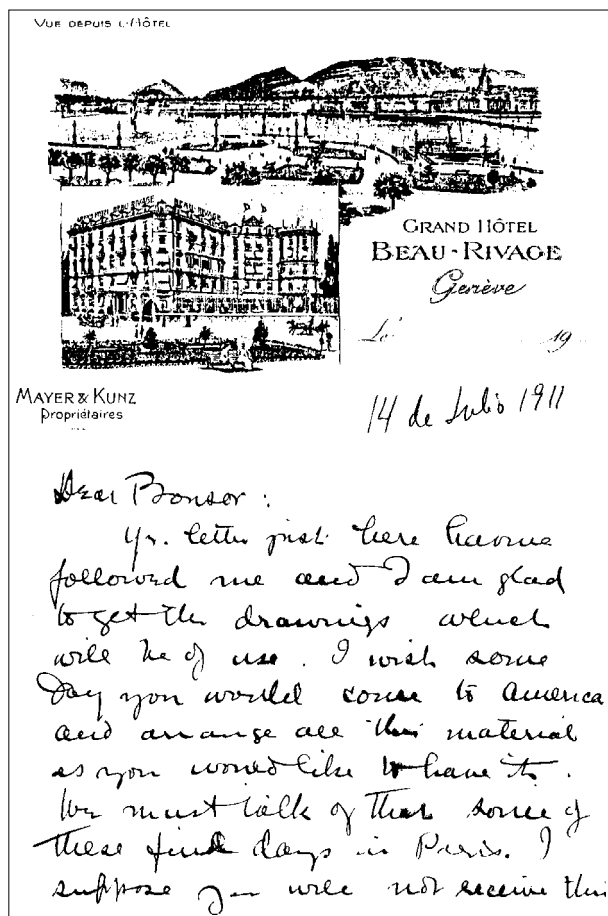 VUE DEPUIS L'HÔTEL
GRAND HÔTEL
BEAU-RIVAGE
Genève
Le 19
MAYER & KUNZ
Propriétaires
14 de Julio 1911
Dear Bonsor:
Yr. letter just here having
followed me and I am glad
to get the drawings which
will be of use. I wish some
day you would come to America
and arrange all this material
as you would like to have it.
We must talk of that some of
these fine days in Paris. I
suppose you will not receive this